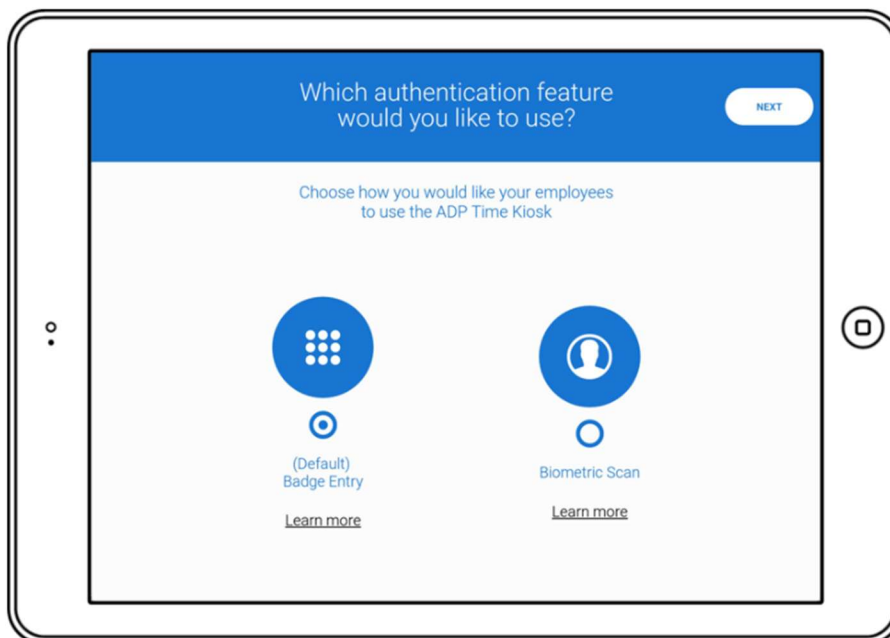 Which authentication feature
would you like to use?
NEXT
Choose how you would like your employees
to use the ADP Time Kiosk
(Default)
Badge Entry
Learn more
Biometric Scan
Learn more